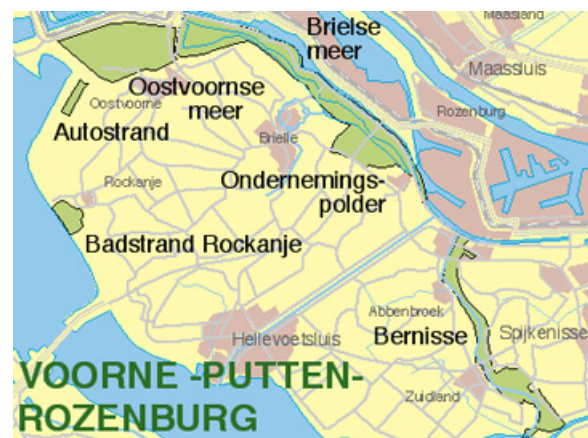 Maasland
Brielse
meer
Maassluis
Oostvoornse
meer
Oostvoorne
Autostrand
Rozenburg
Brielle
Ondernemings-
polder
Rockanje
Badstrand Rockanje
Abbenbroek
Hellevoetsluis
Bernisse
Spijkenisse
VOORNE -PUTTEN-
ROZENBURG
Zuidland